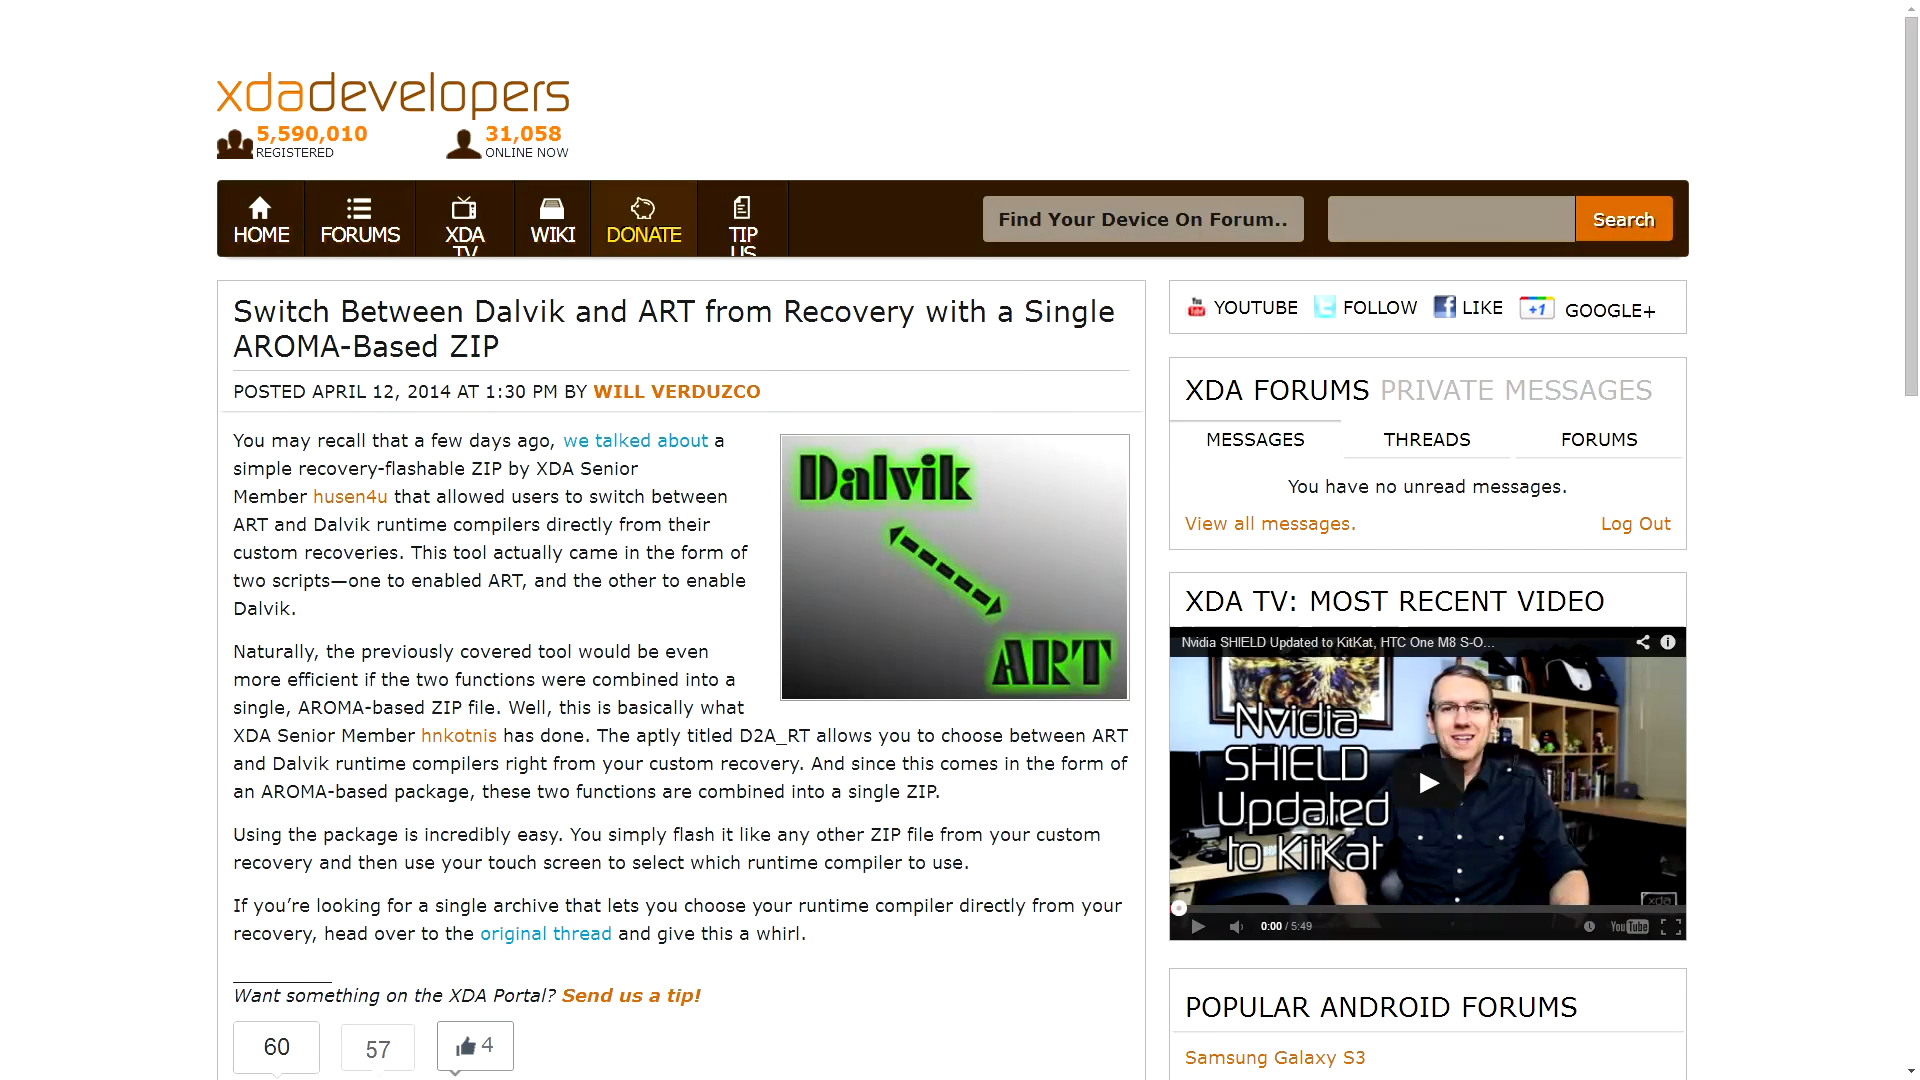 xdadevelopers
5,590,010
REGISTERED
31,058
ONLINE NOW
HOME
FORUMS
XDA
TV
WIKI
DONATE
TIP
US
Find Your Device On Forum..
Search
Switch Between Dalvik and ART from Recovery with a Single
AROMA-Based ZIP
POSTED APRIL 12, 2014 AT 1:30 PM BY WILL VERDUZCO
You may recall that a few days ago, we talked about a
simple recovery-flashable ZIP by XDA Senior
Member husen4u that allowed users to switch between
ART and Dalvik runtime compilers directly from their
custom recoveries. This tool actually came in the form of
two scripts—one to enabled ART, and the other to enable
Dalvik.
Dalvik
ART
Naturally, the previously covered tool would be even
more efficient if the two functions were combined into a
single, AROMA-based ZIP file. Well, this is basically what
XDA Senior Member hnkotnis has done. The aptly titled D2A_RT allows you to choose between ART
and Dalvik runtime compilers right from your custom recovery. And since this comes in the form of
an AROMA-based package, these two functions are combined into a single ZIP.
Using the package is incredibly easy. You simply flash it like any other ZIP file from your custom
recovery and then use your touch screen to select which runtime compiler to use.
If you’re looking for a single archive that lets you choose your runtime compiler directly from your
recovery, head over to the original thread and give this a whirl.
Want something on the XDA Portal? Send us a tip!
60
57
4
YOUTUBE
FOLLOW
LIKE
+1
GOOGLE+
XDA FORUMS PRIVATE MESSAGES
MESSAGES
THREADS
FORUMS
You have no unread messages.
View all messages.
Log Out
XDA TV: MOST RECENT VIDEO
Nvidia SHIELD Updated to KitKat, HTC One M8 S-O...
Nvidia
SHIELD
Updated
to KitKat
xda
0:00 / 5:49
YouTube
POPULAR ANDROID FORUMS
Samsung Galaxy S3